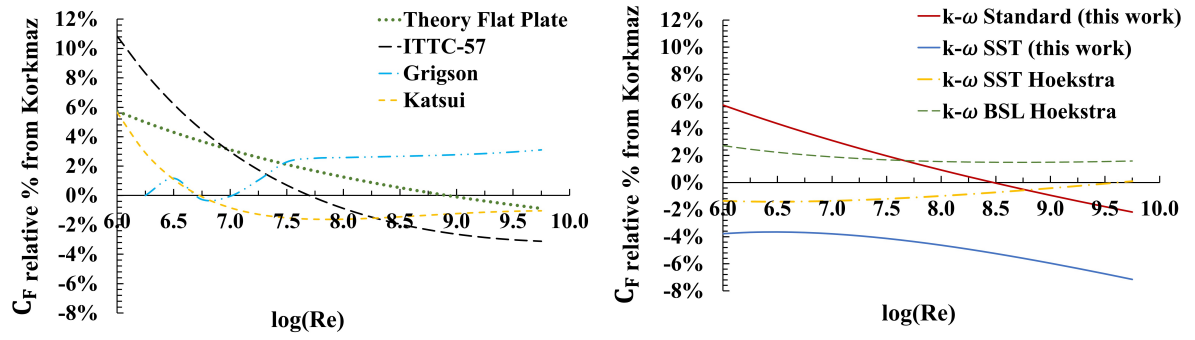 C_F relative % from Korkmaz
12%
10%
8%
6%
4%
2%
0%
-2%
-4%
-6%
-8%
6.0 6.5 7.0 7.5 8.0 8.5 9.0 9.5 10.0
log(Re)
Theory Flat Plate
ITTC-57
Grigson
Katsui
C_F relative % from Korkmaz
12%
10%
8%
6%
4%
2%
0%
-2%
-4%
-6%
-8%
6.0 6.5 7.0 7.5 8.0 8.5 9.0 9.5 10.0
log(Re)
k-ω Standard (this work)
k-ω SST (this work)
k-ω SST Hoekstra
k-ω BSL Hoekstra